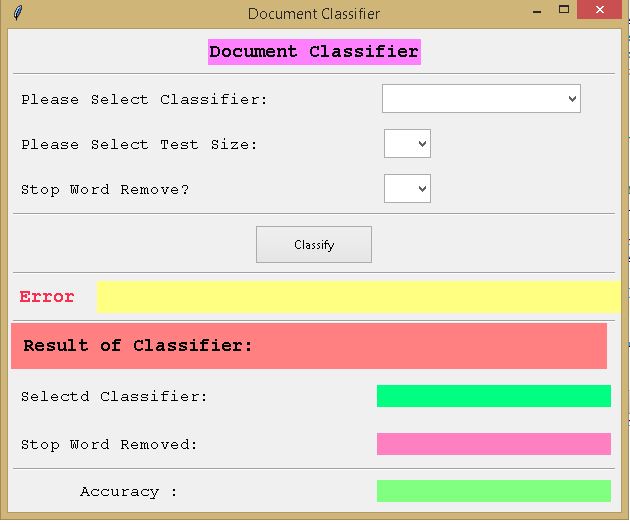 Document Classifier
Document Classifier
Please Select Classifier:
Please Select Test Size:
Stop Word Remove?
Classify
Error
Result of Classifier:
Selectd Classifier:
Stop Word Removed:
Accuracy :